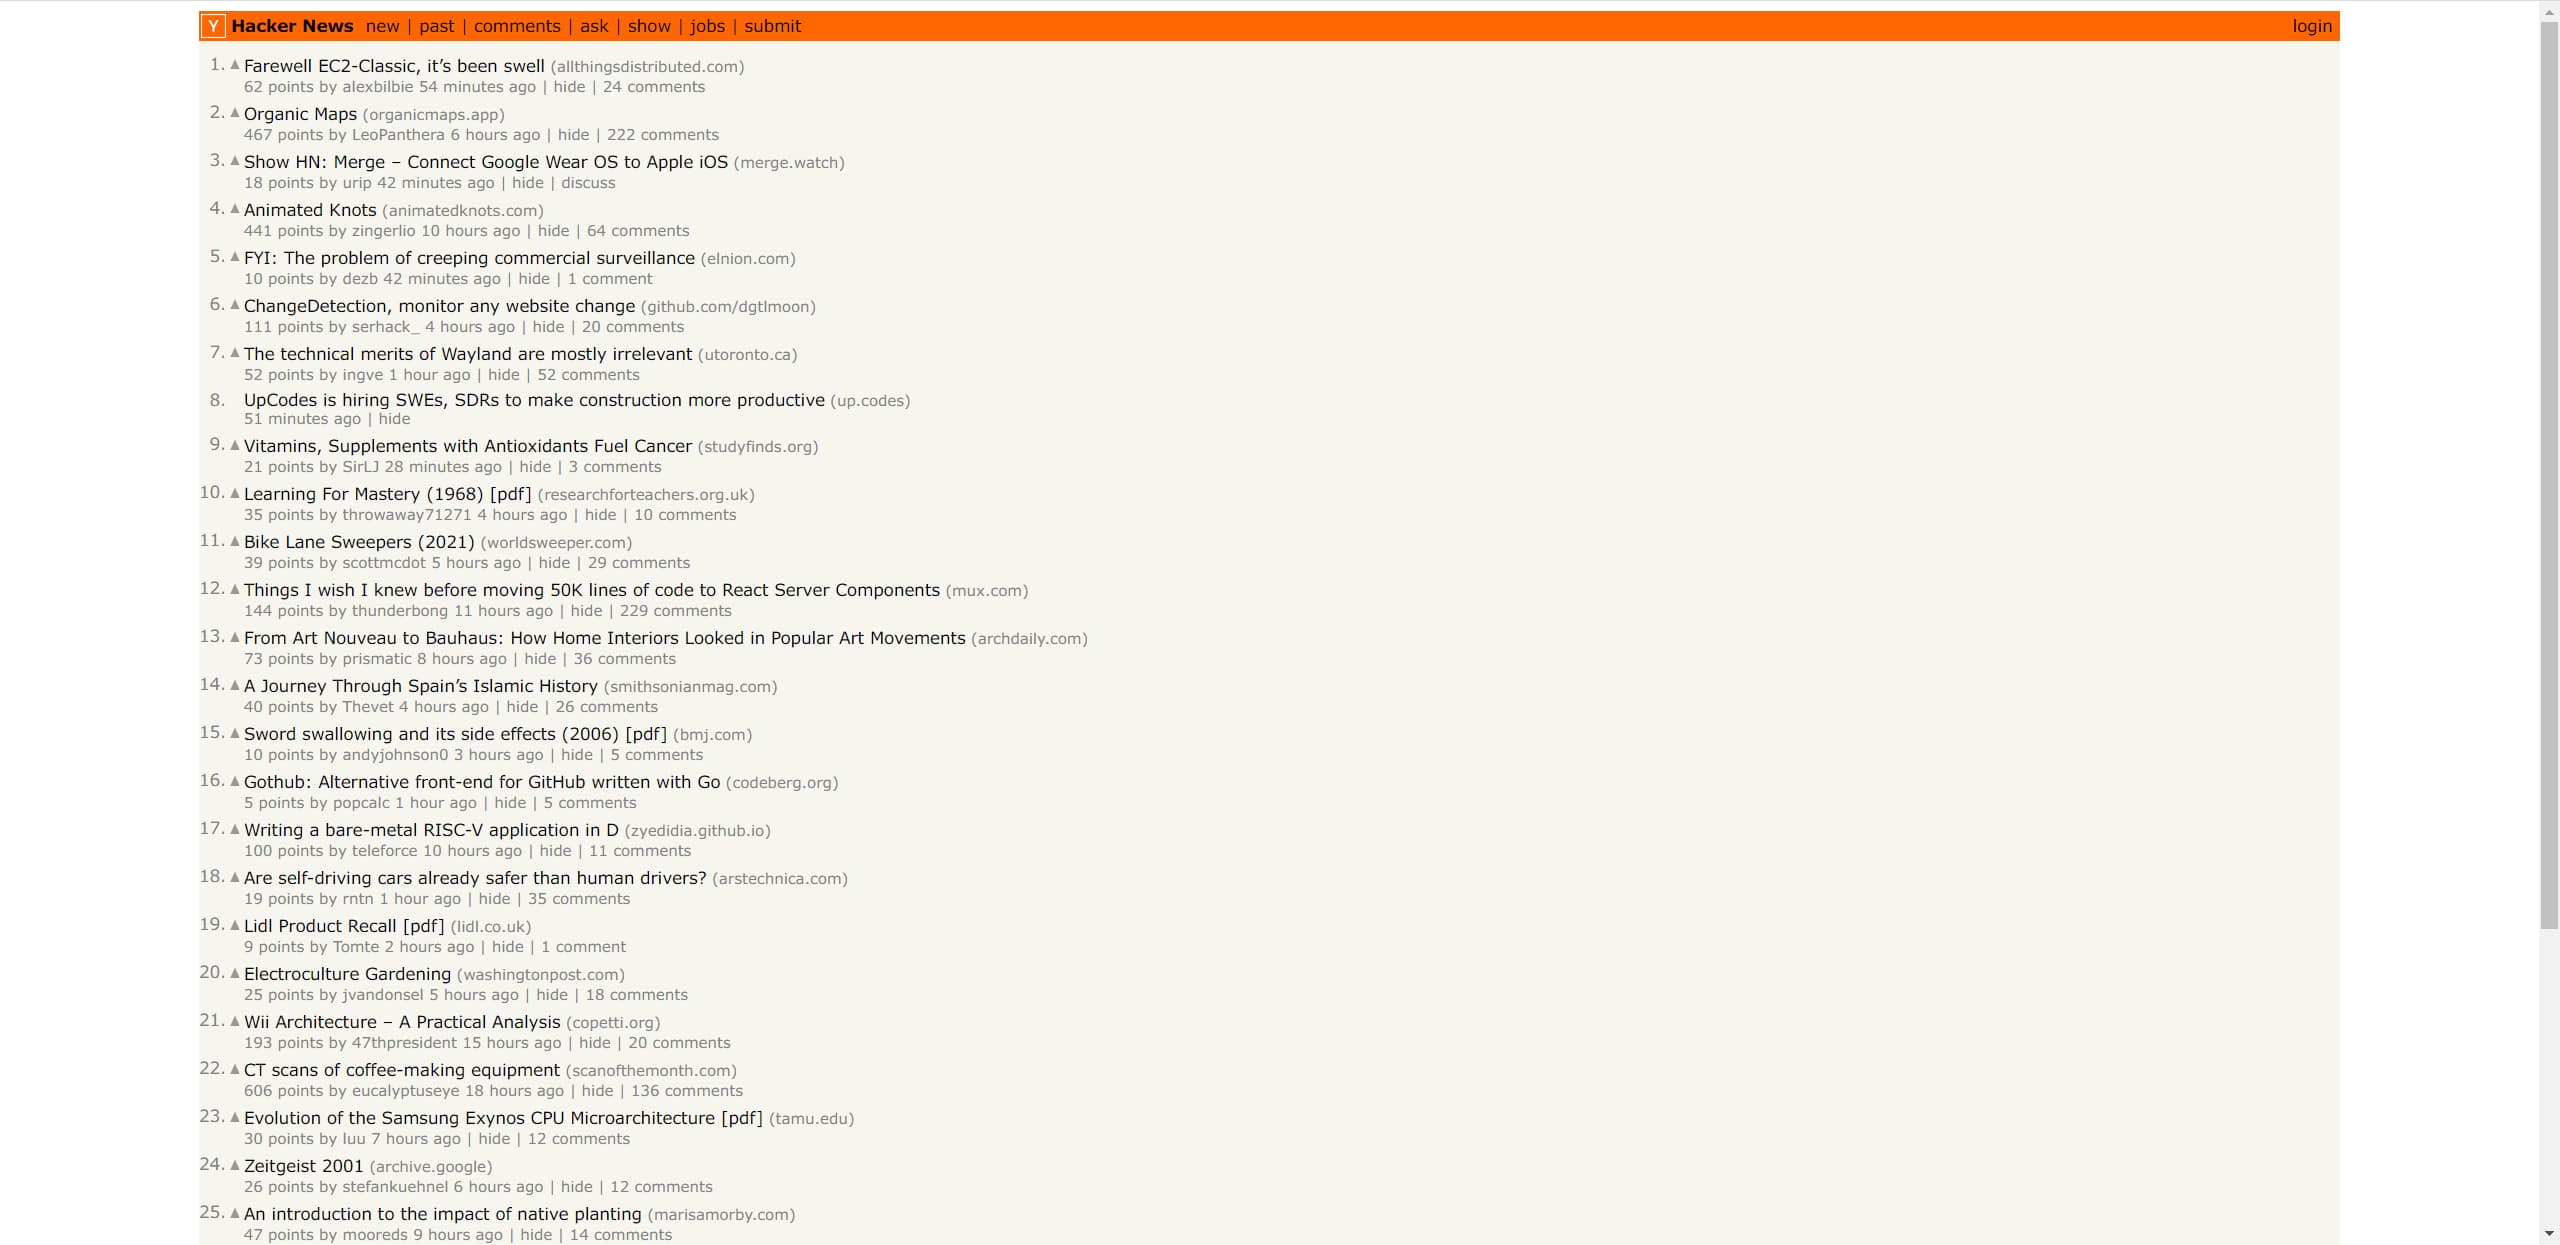 Y Hacker News new | past | comments | ask | show | jobs | submit login
1. ▲ Farewell EC2-Classic, it’s been swell (allthingsdistributed.com)
62 points by alexbilbie 54 minutes ago | hide | 24 comments
2. ▲ Organic Maps (organicmaps.app)
467 points by LeoPanthera 6 hours ago | hide | 222 comments
3. ▲ Show HN: Merge – Connect Google Wear OS to Apple iOS (merge.watch)
18 points by urip 42 minutes ago | hide | discuss
4. ▲ Animated Knots (animatedknots.com)
441 points by zingerlio 10 hours ago | hide | 64 comments
5. ▲ FYI: The problem of creeping commercial surveillance (elnion.com)
10 points by dezb 42 minutes ago | hide | 1 comment
6. ▲ ChangeDetection, monitor any website change (github.com/dgtlmoon)
111 points by serhack_ 4 hours ago | hide | 20 comments
7. ▲ The technical merits of Wayland are mostly irrelevant (utoronto.ca)
52 points by ingve 1 hour ago | hide | 52 comments
8. UpCodes is hiring SWEs, SDRs to make construction more productive (up.codes)
51 minutes ago | hide
9. ▲ Vitamins, Supplements with Antioxidants Fuel Cancer (studyfinds.org)
21 points by SirLJ 28 minutes ago | hide | 3 comments
10. ▲ Learning For Mastery (1968) [pdf] (researchforteachers.org.uk)
35 points by throwaway71271 4 hours ago | hide | 10 comments
11. ▲ Bike Lane Sweepers (2021) (worldsweeper.com)
39 points by scottmcdot 5 hours ago | hide | 29 comments
12. ▲ Things I wish I knew before moving 50K lines of code to React Server Components (mux.com)
144 points by thunderbong 11 hours ago | hide | 229 comments
13. ▲ From Art Nouveau to Bauhaus: How Home Interiors Looked in Popular Art Movements (archdaily.com)
73 points by prismatic 8 hours ago | hide | 36 comments
14. ▲ A Journey Through Spain’s Islamic History (smithsonianmag.com)
40 points by Thevet 4 hours ago | hide | 26 comments
15. ▲ Sword swallowing and its side effects (2006) [pdf] (bmj.com)
10 points by andyjohnson0 3 hours ago | hide | 5 comments
16. ▲ Gothub: Alternative front-end for GitHub written with Go (codeberg.org)
5 points by popcalc 1 hour ago | hide | 5 comments
17. ▲ Writing a bare-metal RISC-V application in D (zyedidia.github.io)
100 points by teleforce 10 hours ago | hide | 11 comments
18. ▲ Are self-driving cars already safer than human drivers? (arstechnica.com)
19 points by rntn 1 hour ago | hide | 35 comments
19. ▲ Lidl Product Recall [pdf] (lidl.co.uk)
9 points by Tomte 2 hours ago | hide | 1 comment
20. ▲ Electroculture Gardening (washingtonpost.com)
25 points by jvandonsel 5 hours ago | hide | 18 comments
21. ▲ Wii Architecture – A Practical Analysis (copetti.org)
193 points by 47thpresident 15 hours ago | hide | 20 comments
22. ▲ CT scans of coffee-making equipment (scanofthemonth.com)
606 points by eucalyptuseye 18 hours ago | hide | 136 comments
23. ▲ Evolution of the Samsung Exynos CPU Microarchitecture [pdf] (tamu.edu)
30 points by luu 7 hours ago | hide | 12 comments
24. ▲ Zeitgeist 2001 (archive.google)
26 points by stefankuehnel 6 hours ago | hide | 12 comments
25. ▲ An introduction to the impact of native planting (marisamorby.com)
47 points by mooreds 9 hours ago | hide | 14 comments